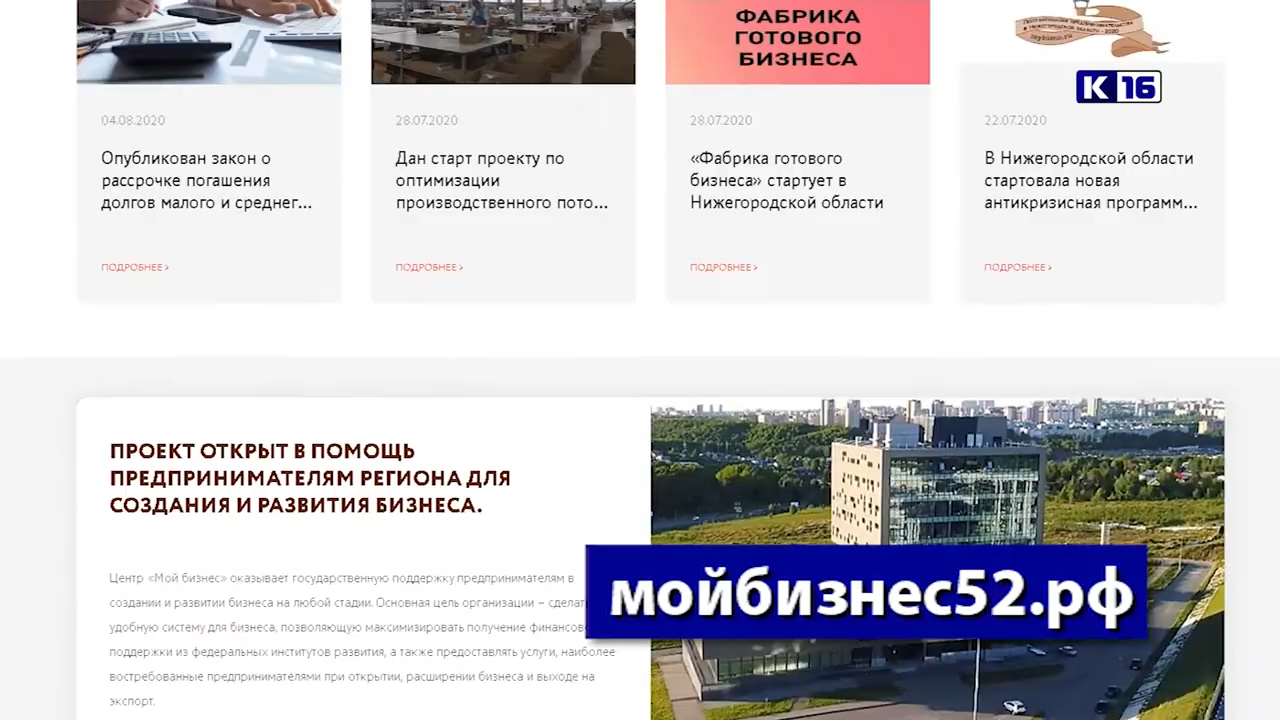 ФАБРИКА
ГОТОВОГО
БИЗНЕСА
К 16
04.08.2020
Опубликован закон о
рассрочке погашения
долгов малого и среднег...
ПОДРОБНЕЕ >
28.07.2020
Дан старт проекту по
оптимизации
производственного пото...
ПОДРОБНЕЕ >
28.07.2020
«Фабрика готового
бизнеса» стартует в
Нижегородской области
ПОДРОБНЕЕ >
22.07.2020
В Нижегородской области
стартовала новая
антикризисная программ...
ПОДРОБНЕЕ >
ПРОЕКТ ОТКРЫТ В ПОМОЩЬ
ПРЕДПРИНИМАТЕЛЯМ РЕГИОНА ДЛЯ
СОЗДАНИЯ И РАЗВИТИЯ БИЗНЕСА.
Центр «Мой бизнес» оказывает государственную поддержку предпринимателям в
создании и развитии бизнеса на любой стадии. Основная цель организации – сделат
удобную систему для бизнеса, позволяющую максимизировать получение финансов
поддержки из федеральных институтов развития, а также предоставлять услуги, наиболее
востребованные предпринимателями при открытии, расширении бизнеса и выходе на
экспорт.
мойбизнес52.рф